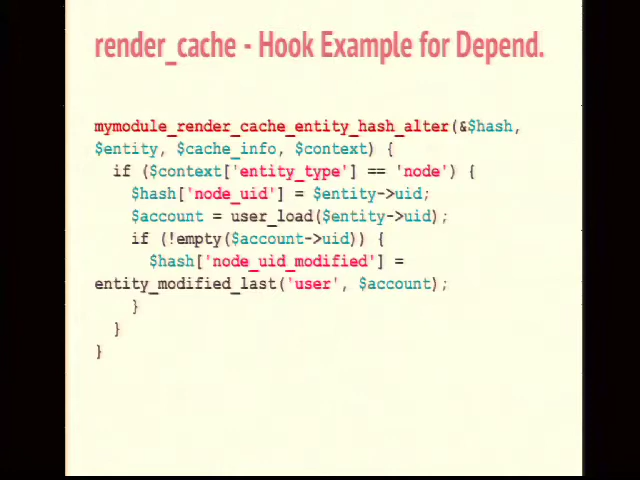 render_cache - Hook Example for Depend.
mymodule_render_cache_entity_hash_alter(&$hash,
$entity, $cache_info, $context) {
if ($context['entity_type'] == 'node') {
$hash['node_uid'] = $entity->uid;
$account = user_load($entity->uid);
if (!empty($account->uid)) {
$hash['node_uid_modified'] =
entity_modified_last('user', $account);
}
}
}